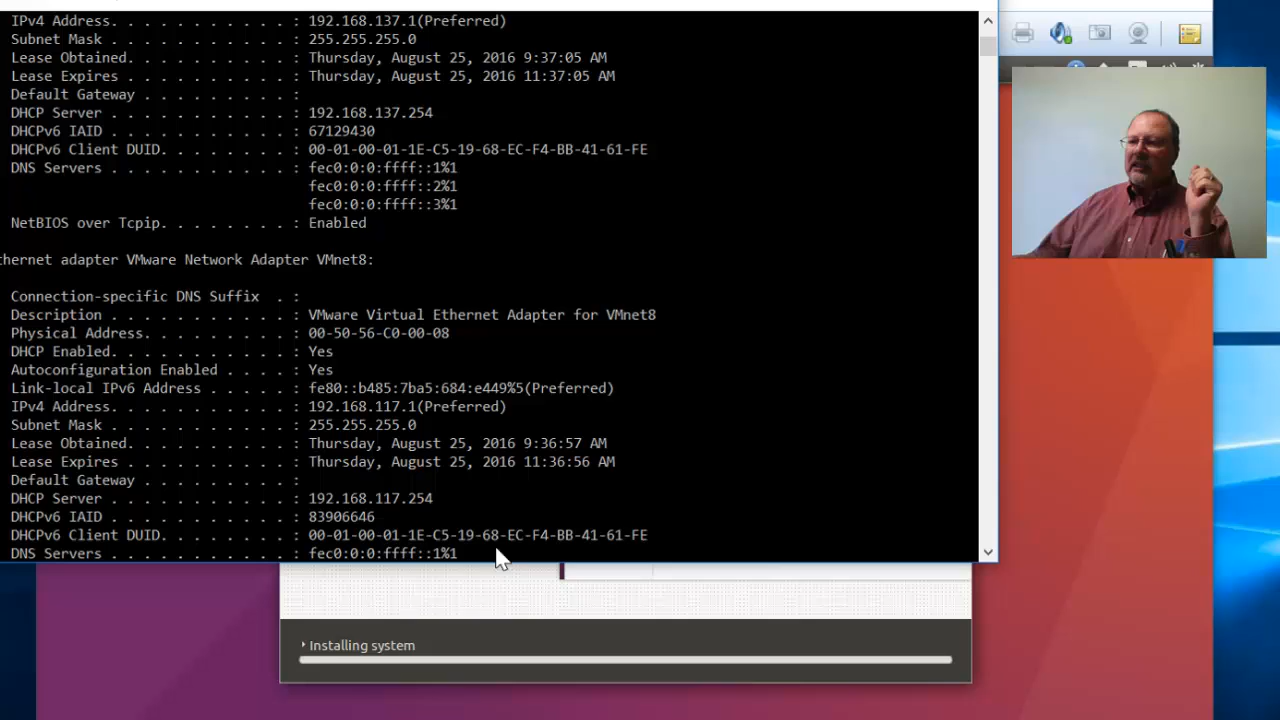 IPv4 Address. . . . . . . . . . . : 192.168.137.1(Preferred)
Subnet Mask . . . . . . . . . . . : 255.255.255.0
Lease Obtained. . . . . . . . . . : Thursday, August 25, 2016 9:37:05 AM
Lease Expires . . . . . . . . . . : Thursday, August 25, 2016 11:37:05 AM
Default Gateway . . . . . . . . . :
DHCP Server . . . . . . . . . . . : 192.168.137.254
DHCPv6 IAID . . . . . . . . . . . : 67129430
DHCPv6 Client DUID. . . . . . . . : 00-01-00-01-1E-C5-19-68-EC-F4-BB-41-61-FE
DNS Servers . . . . . . . . . . . : fec0:0:0:ffff::1%1
fec0:0:0:ffff::2%1
fec0:0:0:ffff::3%1
NetBIOS over Tcpip. . . . . . . . : Enabled
hernet adapter VMware Network Adapter VMnet8:
Connection-specific DNS Suffix  . :
Description . . . . . . . . . . . : VMware Virtual Ethernet Adapter for VMnet8
Physical Address. . . . . . . . . : 00-50-56-C0-00-08
DHCP Enabled. . . . . . . . . . . : Yes
Autoconfiguration Enabled . . . . : Yes
Link-local IPv6 Address . . . . . : fe80::b485:7ba5:684:e449%5(Preferred)
IPv4 Address. . . . . . . . . . . : 192.168.117.1(Preferred)
Subnet Mask . . . . . . . . . . . : 255.255.255.0
Lease Obtained. . . . . . . . . . : Thursday, August 25, 2016 9:36:57 AM
Lease Expires . . . . . . . . . . : Thursday, August 25, 2016 11:36:56 AM
Default Gateway . . . . . . . . . :
DHCP Server . . . . . . . . . . . : 192.168.117.254
DHCPv6 IAID . . . . . . . . . . . : 83906646
DHCPv6 Client DUID. . . . . . . . : 00-01-00-01-1E-C5-19-68-EC-F4-BB-41-61-FE
DNS Servers . . . . . . . . . . . : fec0:0:0:ffff::1%1
Installing system